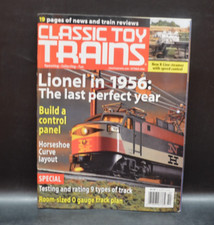 19 pages of news and train reviews
CLASSIC TOY
TRAINS
Lionel in 1956:
The last perfect year
Build a
control
panel
Horseshoe
Curve
layout
N
H
SPECIAL
Testing and rating 9 types of track
Room-sized O gauge track plan